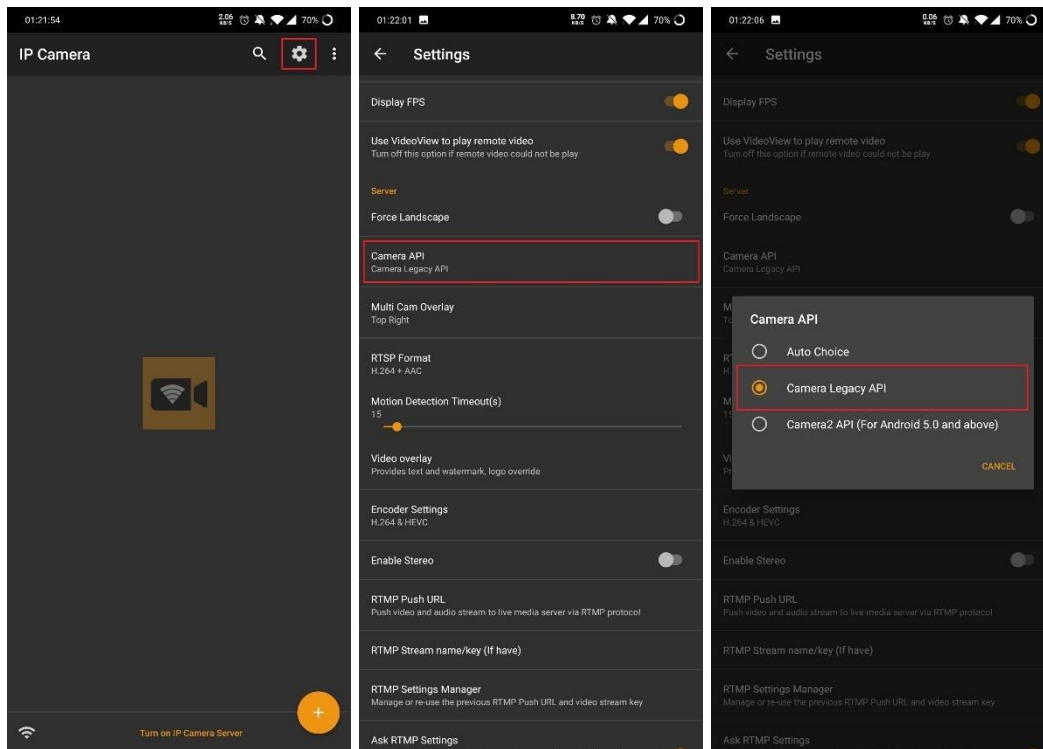 01:21:54
2.06
KB/S
70%
IP Camera
Turn on IP Camera Server
01:22:01
8.70
KB/S
70%
Settings
Display FPS
Use VideoView to play remote video
Turn off this option if remote video could not be play
Server
Force Landscape
Camera API
Camera Legacy API
Multi Cam Overlay
Top Right
RTSP Format
H.264 + AAC
Motion Detection Timeout(s)
15
Video overlay
Provides text and watermark, logo override
Encoder Settings
H.264 & HEVC
Enable Stereo
RTMP Push URL
Push video and audio stream to live media server via RTMP protocol
RTMP Stream name/key (If have)
RTMP Settings Manager
Manage or re-use the previous RTMP Push URL and video stream key
Ask RTMP Settings
01:22:06
0.06
KB/S
70%
Settings
Display FPS
Use VideoView to play remote video
Turn off this option if remote video could not be play
Server
Force Landscape
Camera API
Camera Legacy API
Camera API
Auto Choice
Camera Legacy API
Camera2 API (For Android 5.0 and above)
CANCEL
Encoder Settings
H.264 & HEVC
Enable Stereo
RTMP Push URL
Push video and audio stream to live media server via RTMP protocol
RTMP Stream name/key (If have)
RTMP Settings Manager
Manage or re-use the previous RTMP Push URL and video stream key
Ask RTMP Settings